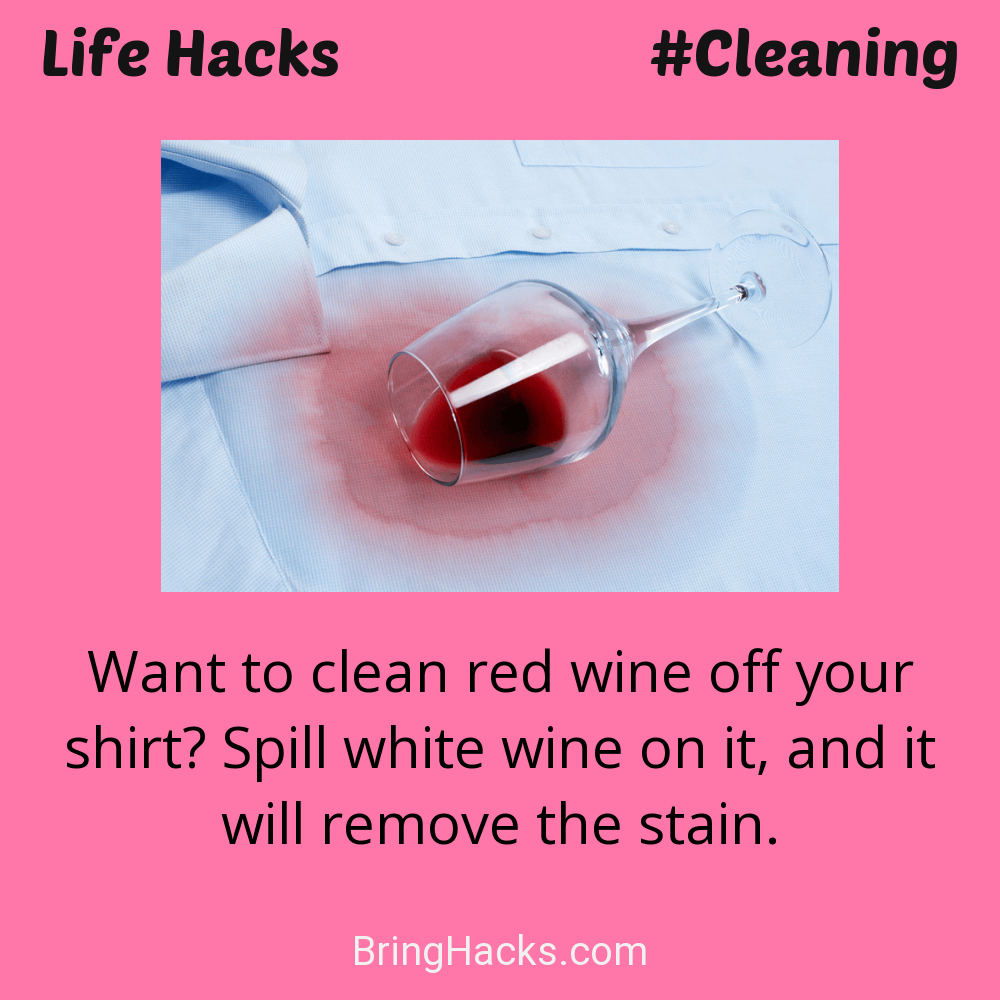 Life Hacks
#Cleaning
Want to clean red wine off your
shirt? Spill white wine on it, and it
will remove the stain.
BringHacks.com